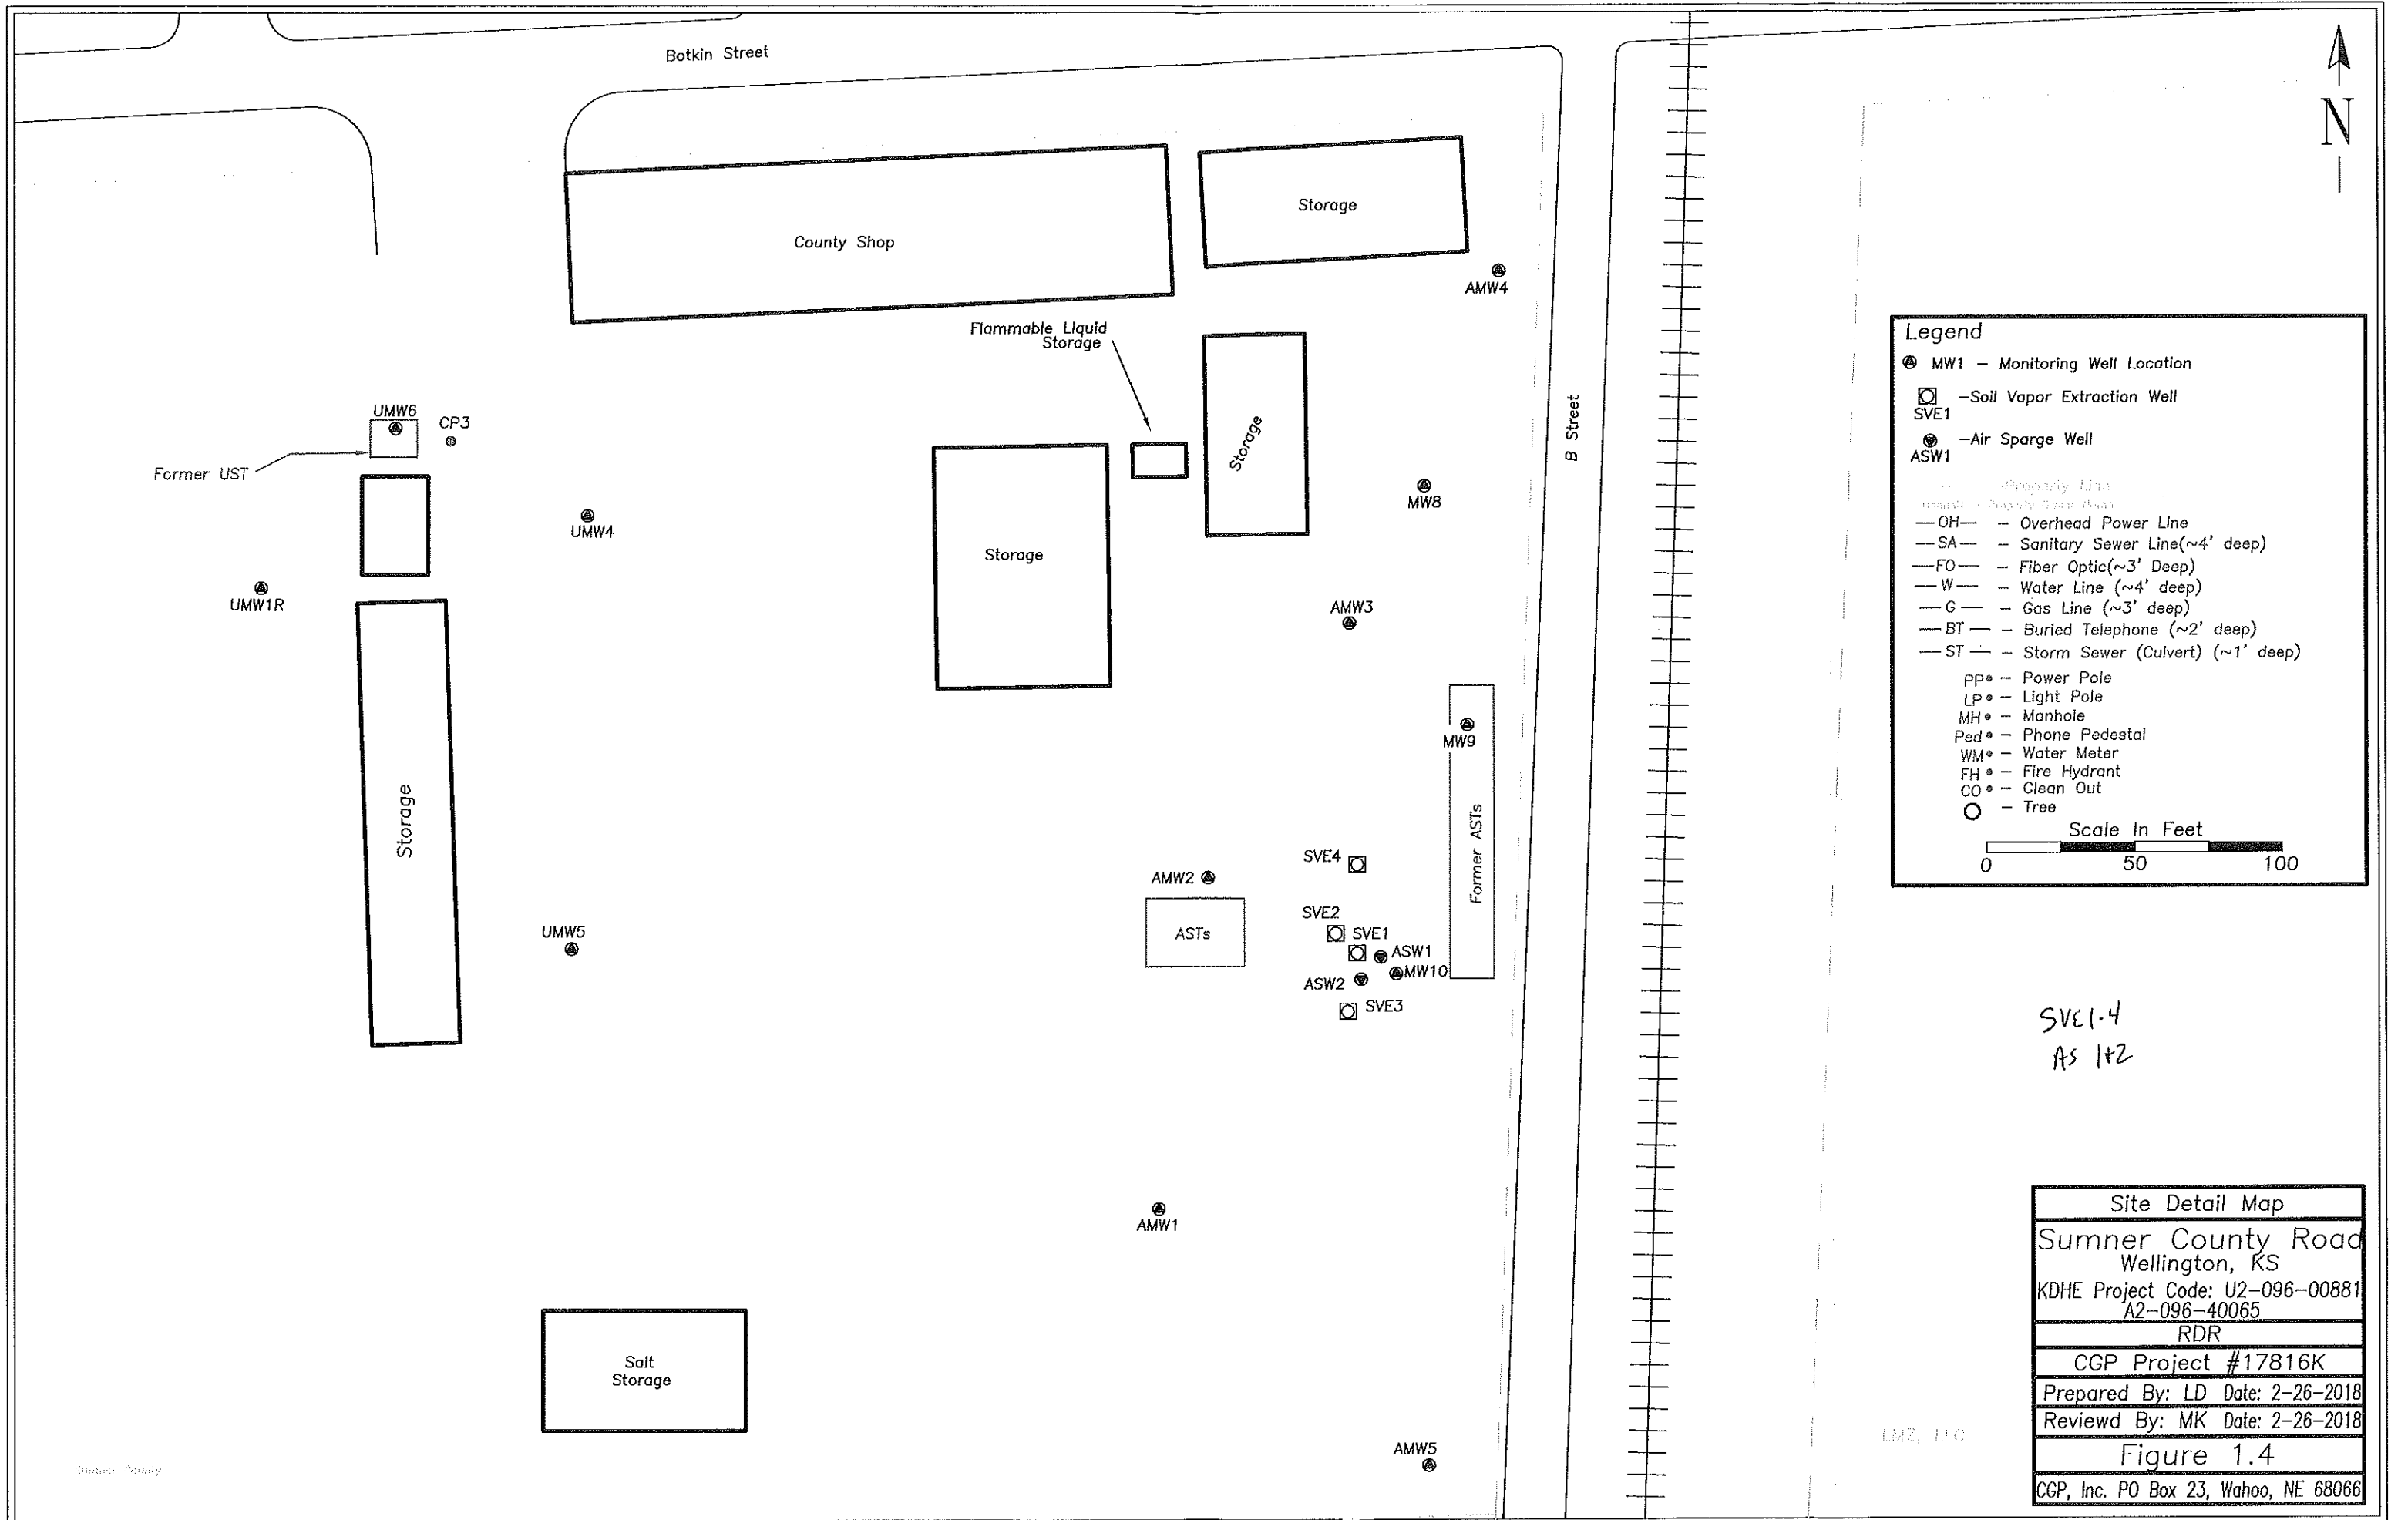 Botkin Street
N
Storage
County Shop
AMW4
Flammable Liquid
Storage
Legend
MW1 - Monitoring Well Location
-Soil Vapor Extraction Well
SVE1
-Air Sparge Well
ASW1
-Property Line
—OH— - Overhead Power Line
—SA— - Sanitary Sewer Line(~4' deep)
—FO— - Fiber Optic(~3' Deep)
—W— - Water Line (~4' deep)
—G— - Gas Line (~3' deep)
—BT— - Buried Telephone (~2' deep)
—ST— - Storm Sewer (Culvert) (~1' deep)
PP - Power Pole
LP - Light Pole
MH - Manhole
Ped - Phone Pedestal
WM - Water Meter
FH - Fire Hydrant
CO - Clean Out
- Tree
Scale In Feet
0 50 100
UMW6
CP3
Former UST
Storage
B Street
UMW4
MW8
Storage
UMW1R
AMW3
MW9
Storage
Former ASTs
SVE4
AMW2
SVE2
ASTs
SVE1
ASW1
MW10
ASW2
SVE3
UMW5
SVE1-4
AS 1+2
AMW1
Salt
Storage
AMW5
Sumner County
LMZ, LLC
Site Detail Map
Sumner County Road
Wellington, KS
KDHE Project Code: U2-096-00881
A2-096-40065
RDR
CGP Project #17816K
Prepared By: LD Date: 2-26-2018
Reviewd By: MK Date: 2-26-2018
Figure 1.4
CGP, Inc. PO Box 23, Wahoo, NE 68066